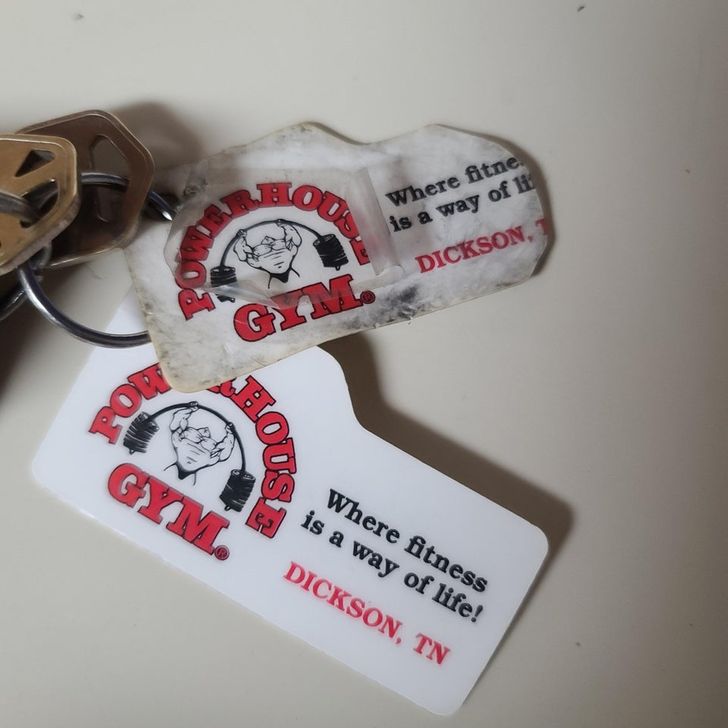 POWERHOUSE
GYM®
Where fitne
is a way of li
DICKSON, T
POWERHOUSE
GYM®
Where fitness
is a way of life!
DICKSON, TN